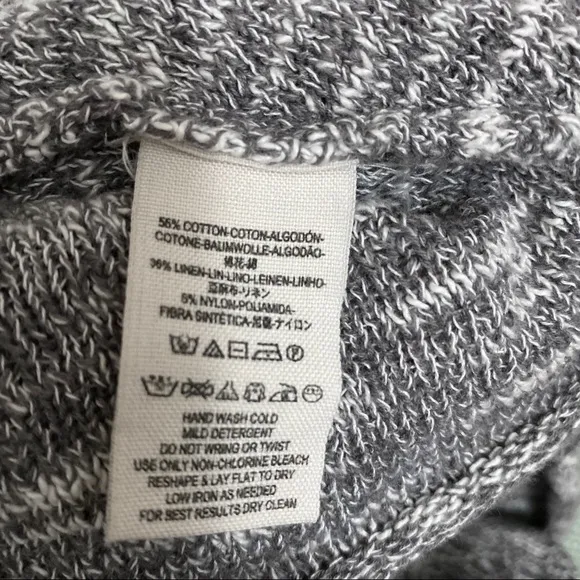 56% COTTON-COTON-ALGODÓN-
COTONE-BAUMWOLLE-ALGODÃO-
棉花-綿
36% LINEN-LIN-LINO-LEINEN-LINHO-
亚麻布-リネン
8% NYLON-POLIAMIDA-
FIBRA SINTÉTICA-尼龍-ナイロン
HAND WASH COLD
MILD DETERGENT
DO NOT WRING OR TWIST
USE ONLY NON-CHLORINE BLEACH
RESHAPE & LAY FLAT TO DRY
LOW IRON AS NEEDED
FOR BEST RESULTS DRY CLEAN